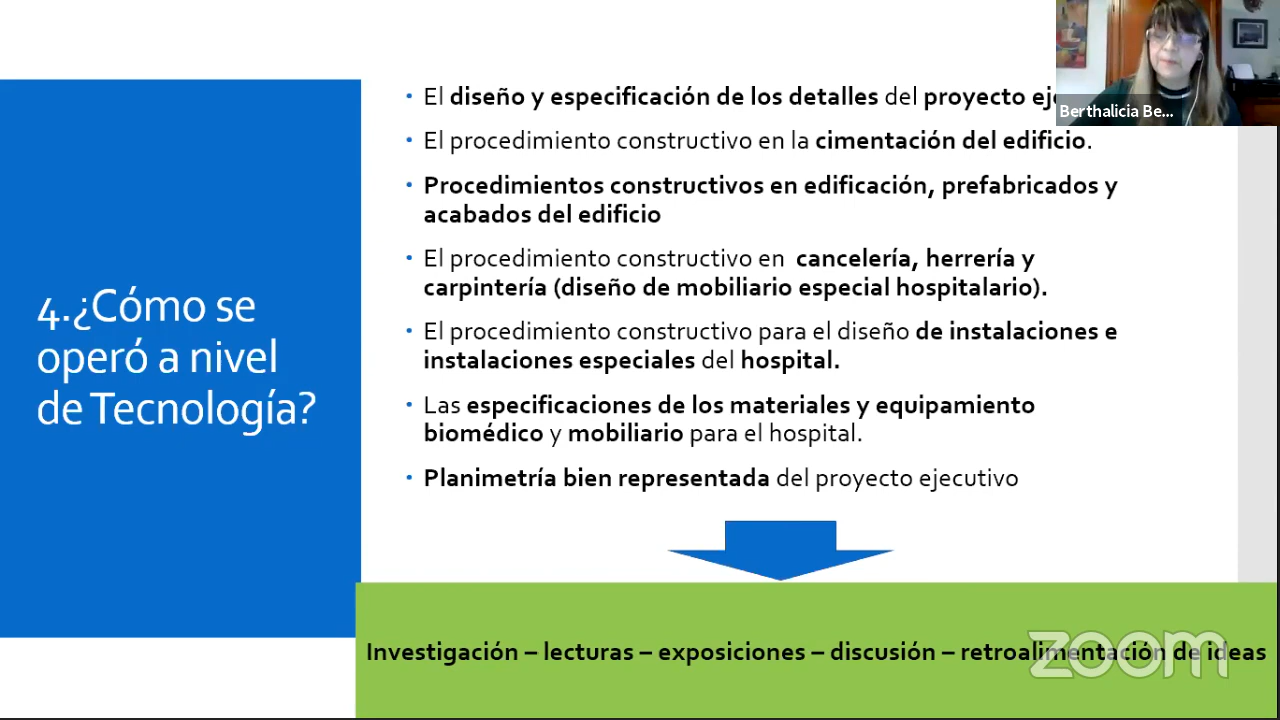 4.¿Cómo se
operó a nivel
de Tecnología?
• El diseño y especificación de los detalles del proyecto
• El procedimiento constructivo en la cimentación del edificio.
• Procedimientos constructivos en edificación, prefabricados y
acabados del edificio
• El procedimiento constructivo en cancelería, herrería y
carpintería (diseño de mobiliario especial hospitalario).
• El procedimiento constructivo para el diseño de instalaciones e
instalaciones especiales del hospital.
• Las especificaciones de los materiales y equipamiento
biomédico y mobiliario para el hospital.
• Planimetría bien representada del proyecto ejecutivo
Investigación – lecturas – exposiciones – discusión – retroalimentación de ideas
Berthalicia Be...
zoom